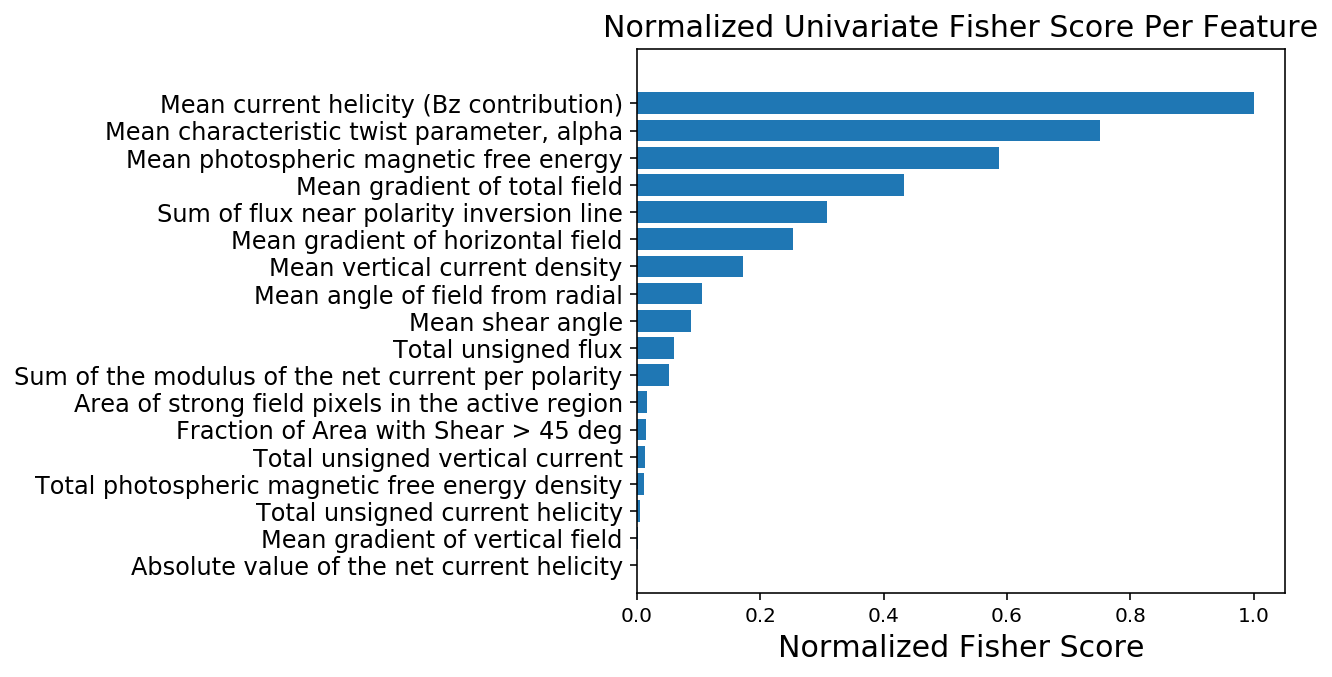 Normalized Univariate Fisher Score Per Feature
Mean current helicity (Bz contribution)
Mean characteristic twist parameter, alpha
Mean photospheric magnetic free energy
Mean gradient of total field
Sum of flux near polarity inversion line
Mean gradient of horizontal field
Mean vertical current density
Mean angle of field from radial
Mean shear angle
Total unsigned flux
Sum of the modulus of the net current per polarity
Area of strong field pixels in the active region
Fraction of Area with Shear > 45 deg
Total unsigned vertical current
Total photospheric magnetic free energy density
Total unsigned current helicity
Mean gradient of vertical field
Absolute value of the net current helicity
0.0 0.2 0.4 0.6 0.8 1.0
Normalized Fisher Score